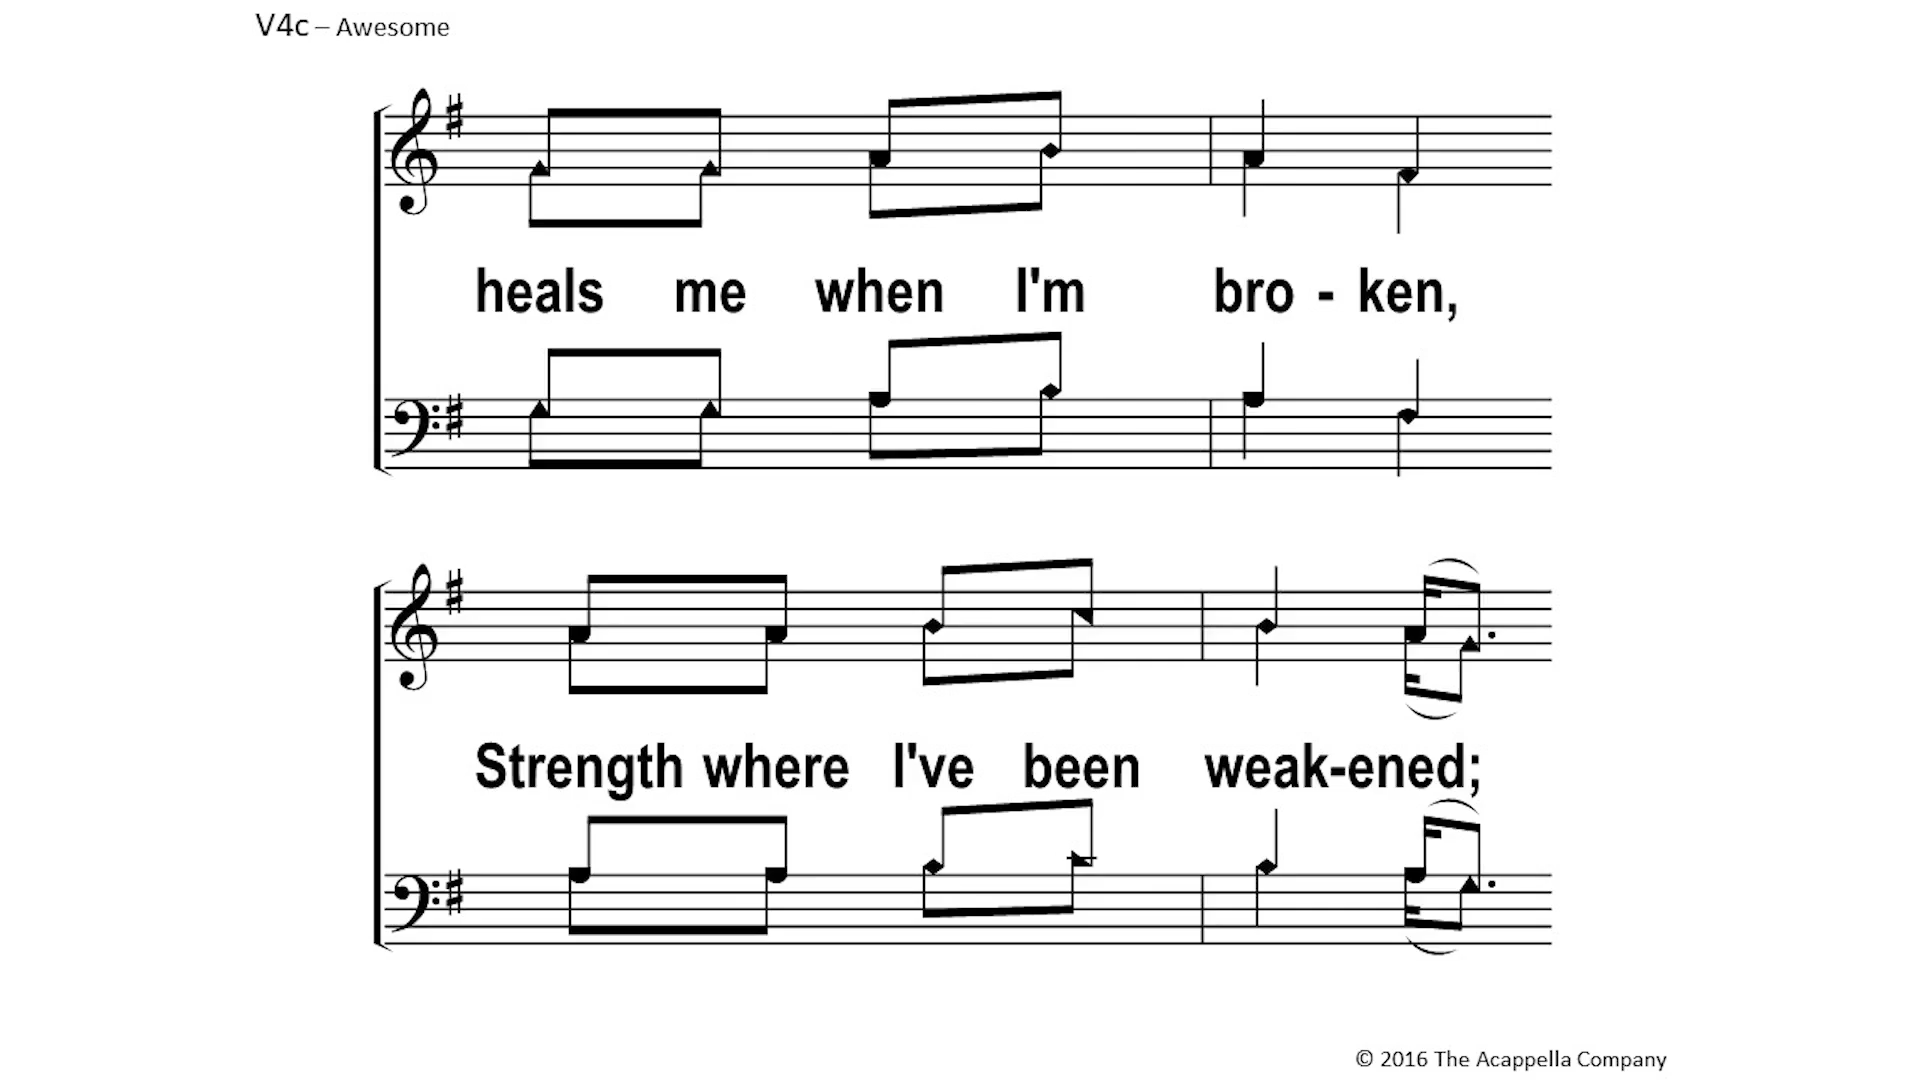 V4c – Awesome
heals me when I'm bro - ken,
Strength where I've been weak-ened;
© 2016 The Acappella Company